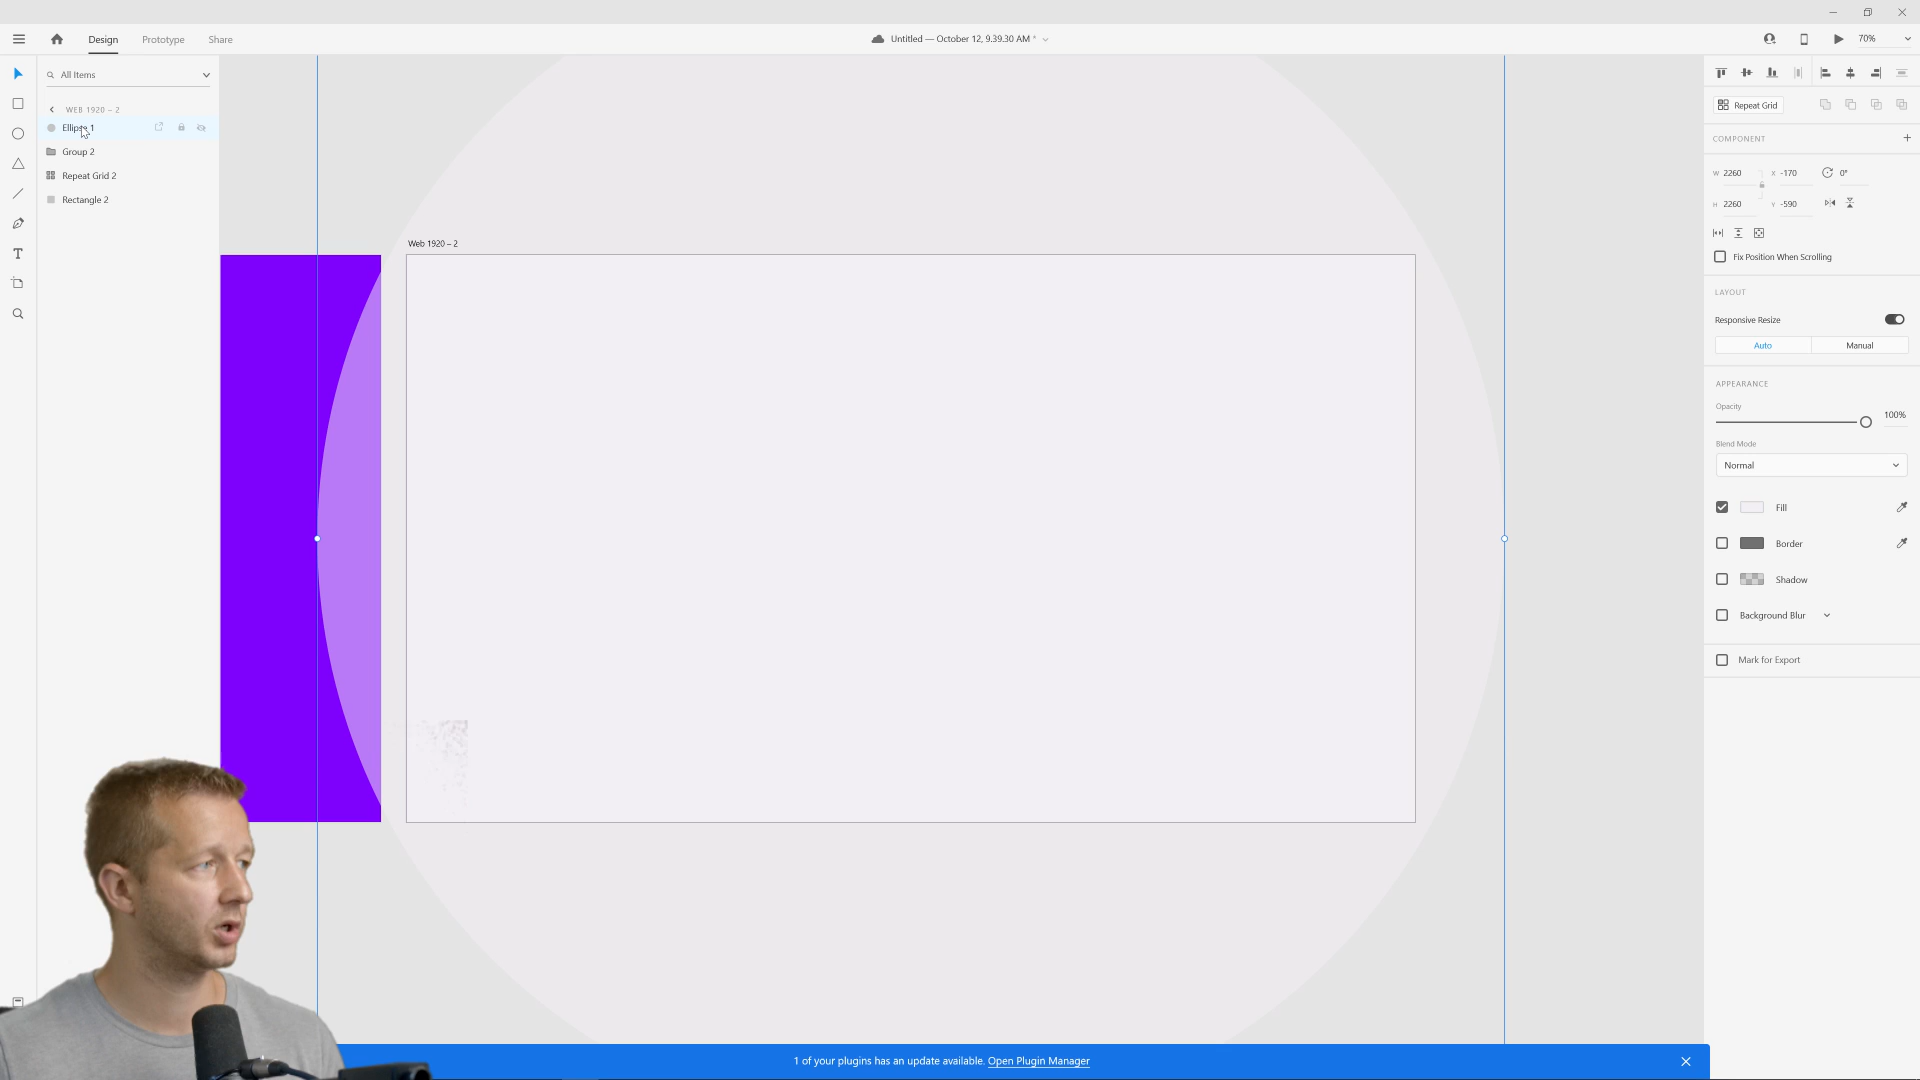 Design
Prototype
Share
Untitled — October 12, 9.39.30 AM *
70%
All Items
WEB 1920 – 2
Ellipse 1
Group 2
Repeat Grid 2
Rectangle 2
Web 1920 – 2
Repeat Grid
COMPONENT
W 2260
X -170
0°
H 2260
Y -590
Fix Position When Scrolling
LAYOUT
Responsive Resize
Auto
Manual
APPEARANCE
Opacity
100%
Blend Mode
Normal
Fill
Border
Shadow
Background Blur
Mark for Export
1 of your plugins has an update available. Open Plugin Manager